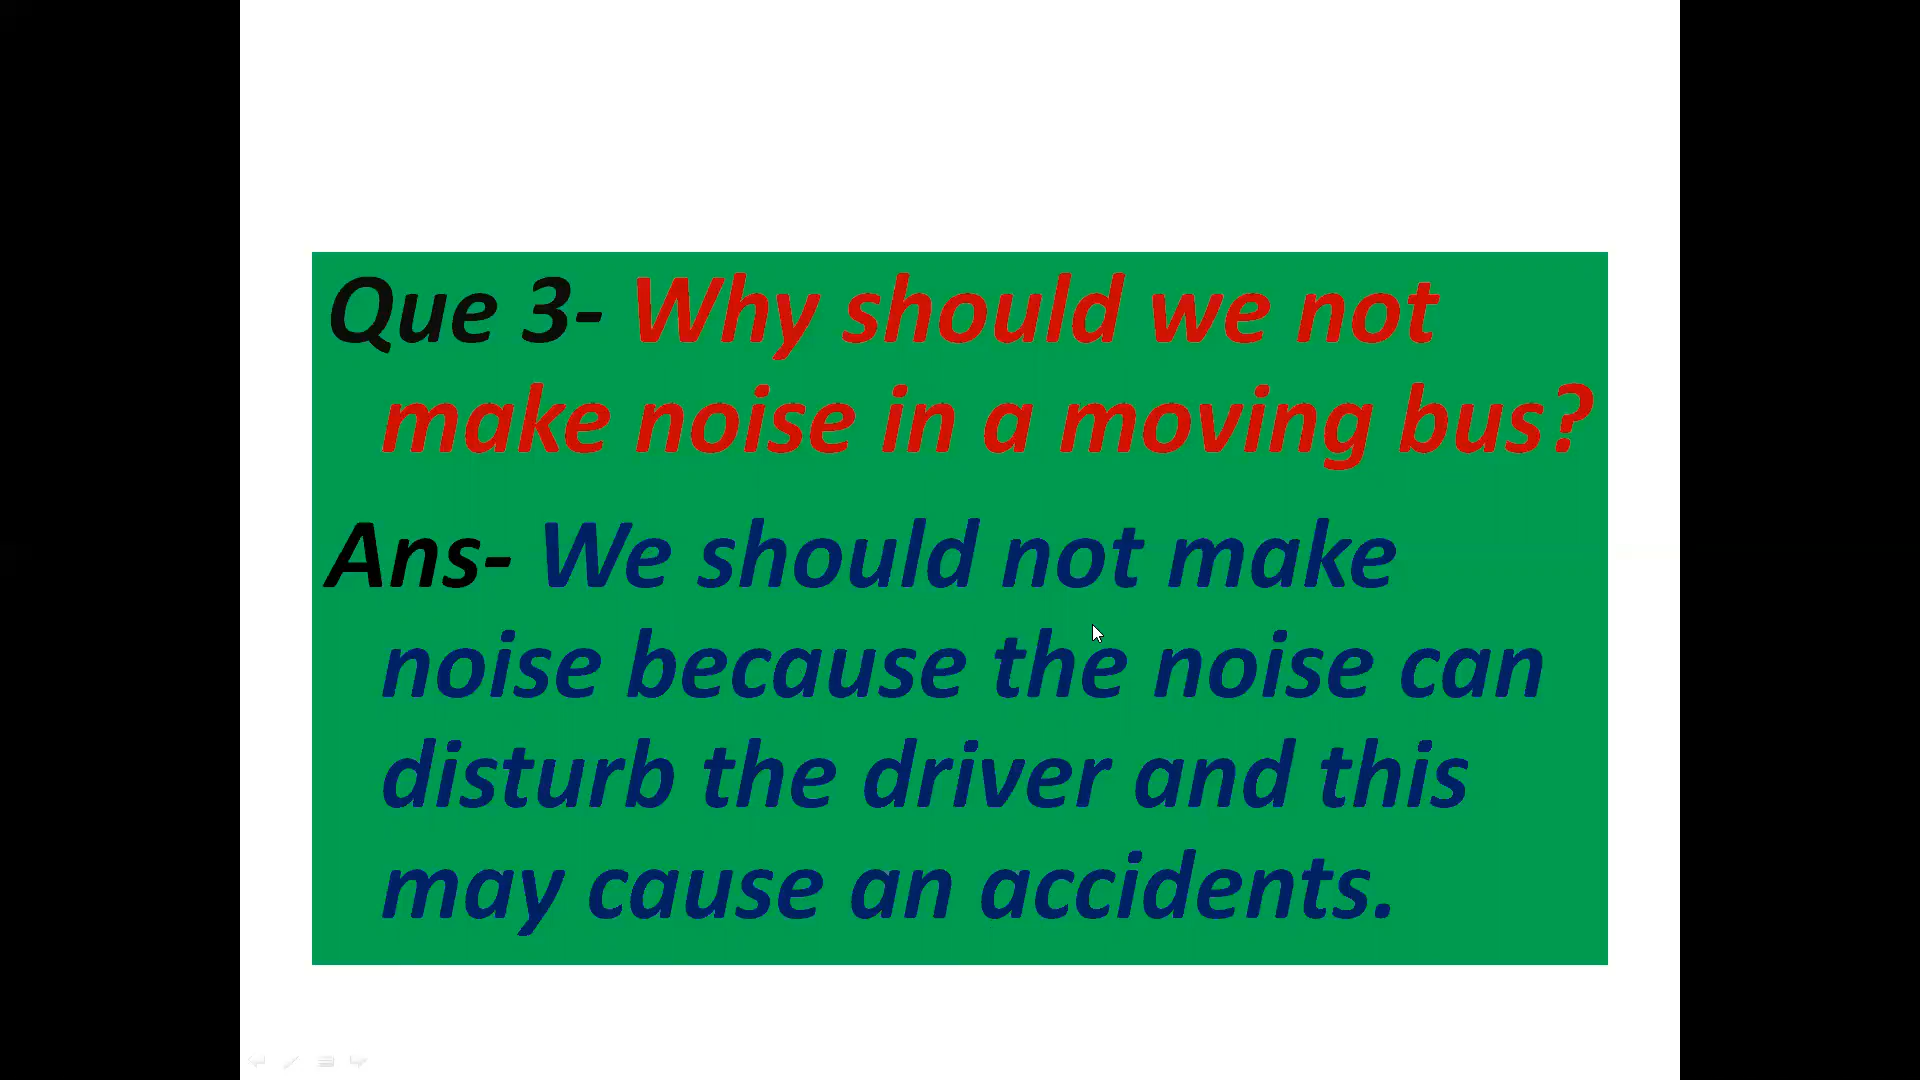 Que 3- Why should we not
make noise in a moving bus?
Ans- We should not make
noise because the noise can
disturb the driver and this
may cause an accidents.